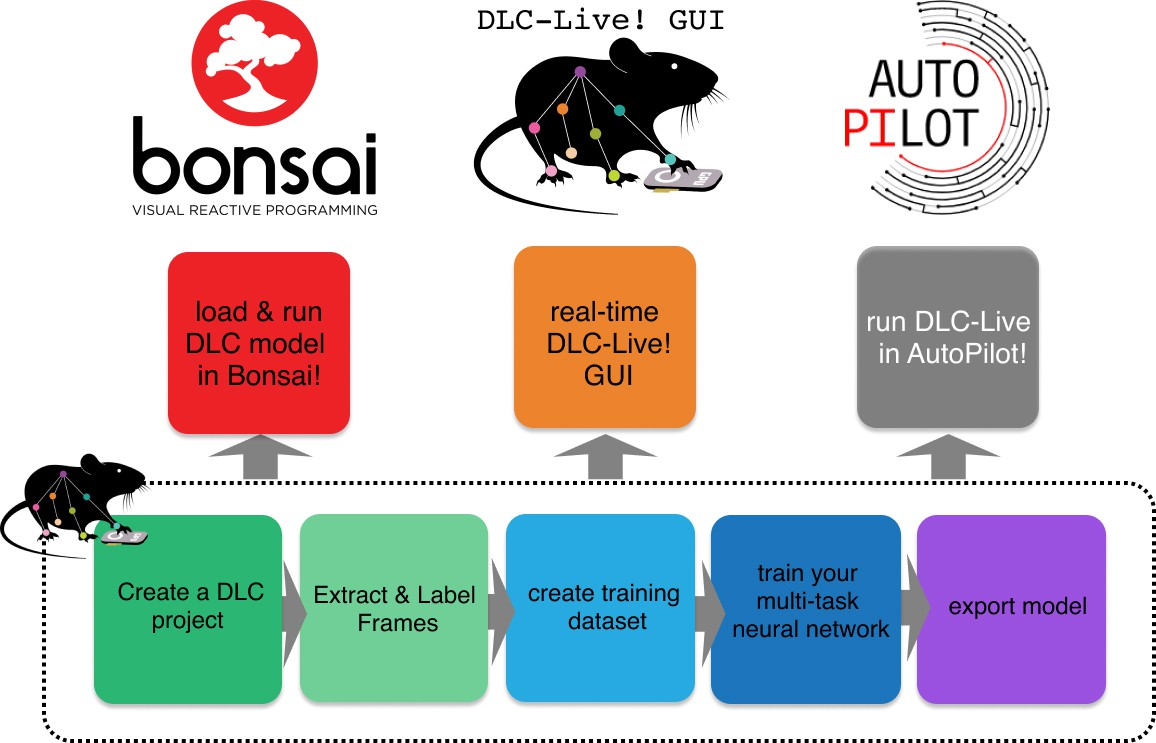 DLC-Live! GUI
AUTO
PILOT
bonsai
VISUAL REACTIVE PROGRAMMING
GPU
load & run
DLC model
in Bonsai!
real-time
DLC-Live!
GUI
run DLC-Live
in AutoPilot!
Create a DLC
project
Extract & Label
Frames
create training
dataset
train your
multi-task
neural network
export model